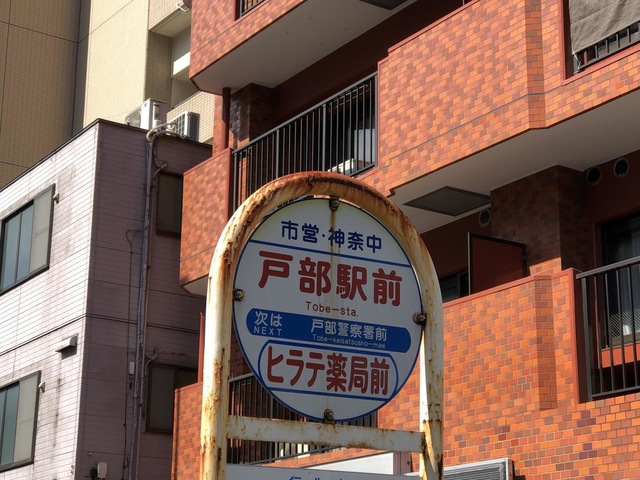 市営・神奈中
戸部駅前
Tobe-sta.
次は 戸部警察署前
NEXT Tobe-keisatsusho-mae
ヒラテ薬局前